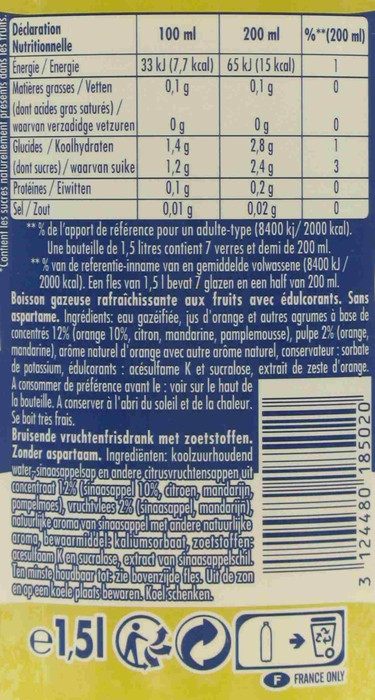 Déclaration
Nutritionnelle
100 ml
200 ml
%**(200 ml)
Énergie / Energie 33 kJ (7,7 kcal) 65 kJ (15 kcal) 1
Matières grasses / Vetten 0,1 g 0,1 g 0
(dont acides gras saturés) /
waarvan verzadidge vetzuren 0 g 0 g 0
Glucides / Koolhydraten 1,4 g 2,8 g 1
(dont sucres) / waarvan suike 1,2 g 2,4 g 3
Protéines / Eiwitten 0,1 g 0,2 g 0
Sel / Zout 0,01 g 0,02 g 0
*Contient les sucres naturellement présents dans les fruits.
**% de l'apport de référence pour un adulte-type (8400 kj/ 2000 kcal).
Une bouteille de 1,5 litres contient 7 verres et demi de 200 ml.
**% van de referentie-inname van en gemiddelde volwassene (8400 kJ /
2000 kcal). Een fles van 1,5 l bevat 7 glazen en een half van 200 ml.
Boisson gazeuse rafraichissante aux fruits avec édulcorants. Sans
aspartame. Ingrédients: eau gazéifiée, jus d'orange et autres agrumes à base de
concentrés 12% (orange 10%, citron, mandarine, pamplemousse), pulpe 2% (orange,
mandarine), arôme naturel d'orange avec autre arôme naturel, conservateur : sorbate
de potassium, édulcorants : acésulfame K et sucralose, extrait de zeste d'orange.
A consommer de préférence avant le : voir sur le haut de
la bouteille. A conserver à l'abri du soleil et de la chaleur.
Se boit très frais.
Bruisende vruchtenfrisdrank met zoetstoffen.
Zonder aspartaam. Ingrediënten: koolzuurhoudend
water, sinaasappelsap en andere citrusvruchtensappen uit
concentraat 12% (sinaasappel 10%, citroen, mandarijn,
pompelmoes), vruchtvlees 2% (sinaasappel, mandarijn),
natuurlijke aroma van sinaasappel met andere natuurlijke
aroma, bewaarmiddel: kaliumsorbaat, zoetstoffen:
acesulfaam K en sucralose, extract van sinaasappelschil.
Ten minste houdbaar tot: zie bovenzijde fles. Uit de zon
en op een koele plaats bewaren. Koel schenken.
3 124480 185020
e1,5l
F FRANCE ONLY